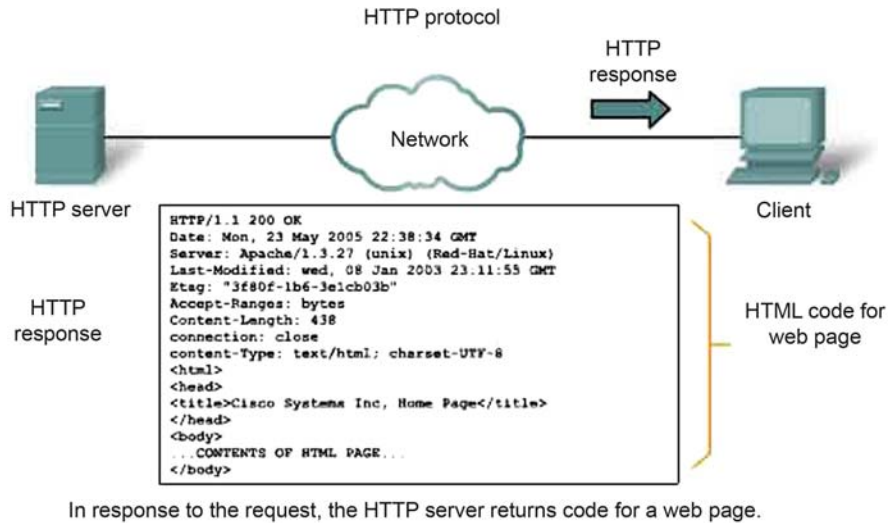 HTTP protocol
HTTP
response
Network
HTTP server
Client
HTTP
response
HTTP/1.1 200 OK
Date: Mon, 23 May 2005 22:38:34 GMT
Server: Apache/1.3.27 (unix) (Red-Hat/Linux)
Last-Modified: wed, 08 Jan 2003 23:11:55 GMT
Etag: "3f80f-1b6-3e1cb03b"
Accept-Ranges: bytes
Content-Length: 438
connection: close
content-Type: text/html; charset-UTF-8
<html>
<head>
<title>Cisco Systems Inc, Home Page</title>
</head>
<body>
...CONTENTS OF HTML PAGE...
</body>
HTML code for
web page
In response to the request, the HTTP server returns code for a web page.